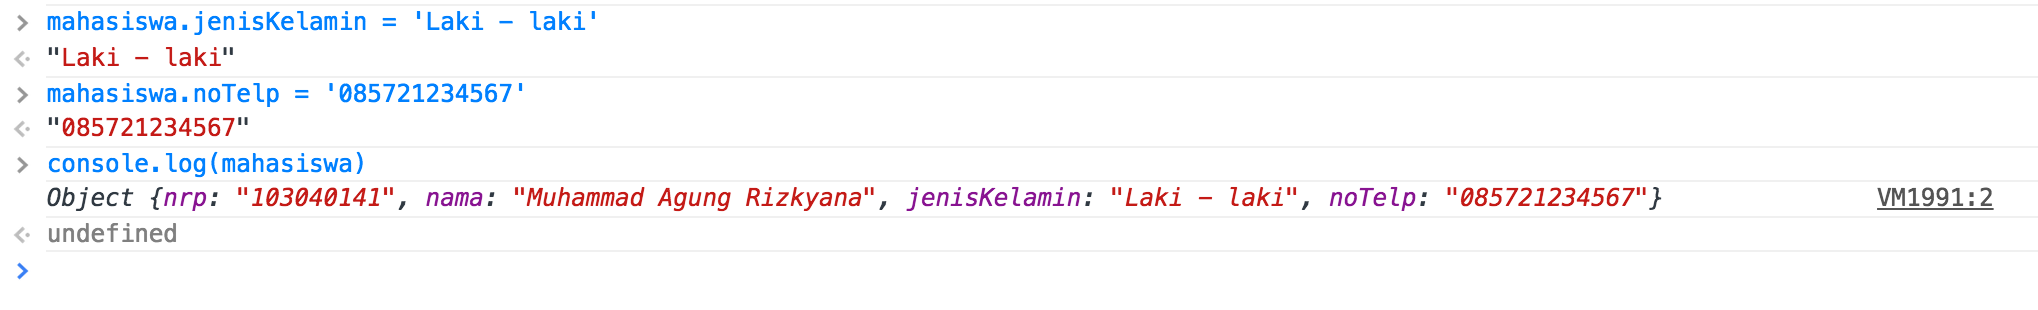 > mahasiswa.jenisKelamin = 'Laki - laki'
"Laki - laki"
> mahasiswa.noTelp = '085721234567'
"085721234567"
> console.log(mahasiswa)
Object {nrp: "103040141", nama: "Muhammad Agung Rizkyana", jenisKelamin: "Laki - laki", noTelp: "085721234567"} VM1991:2
undefined
>